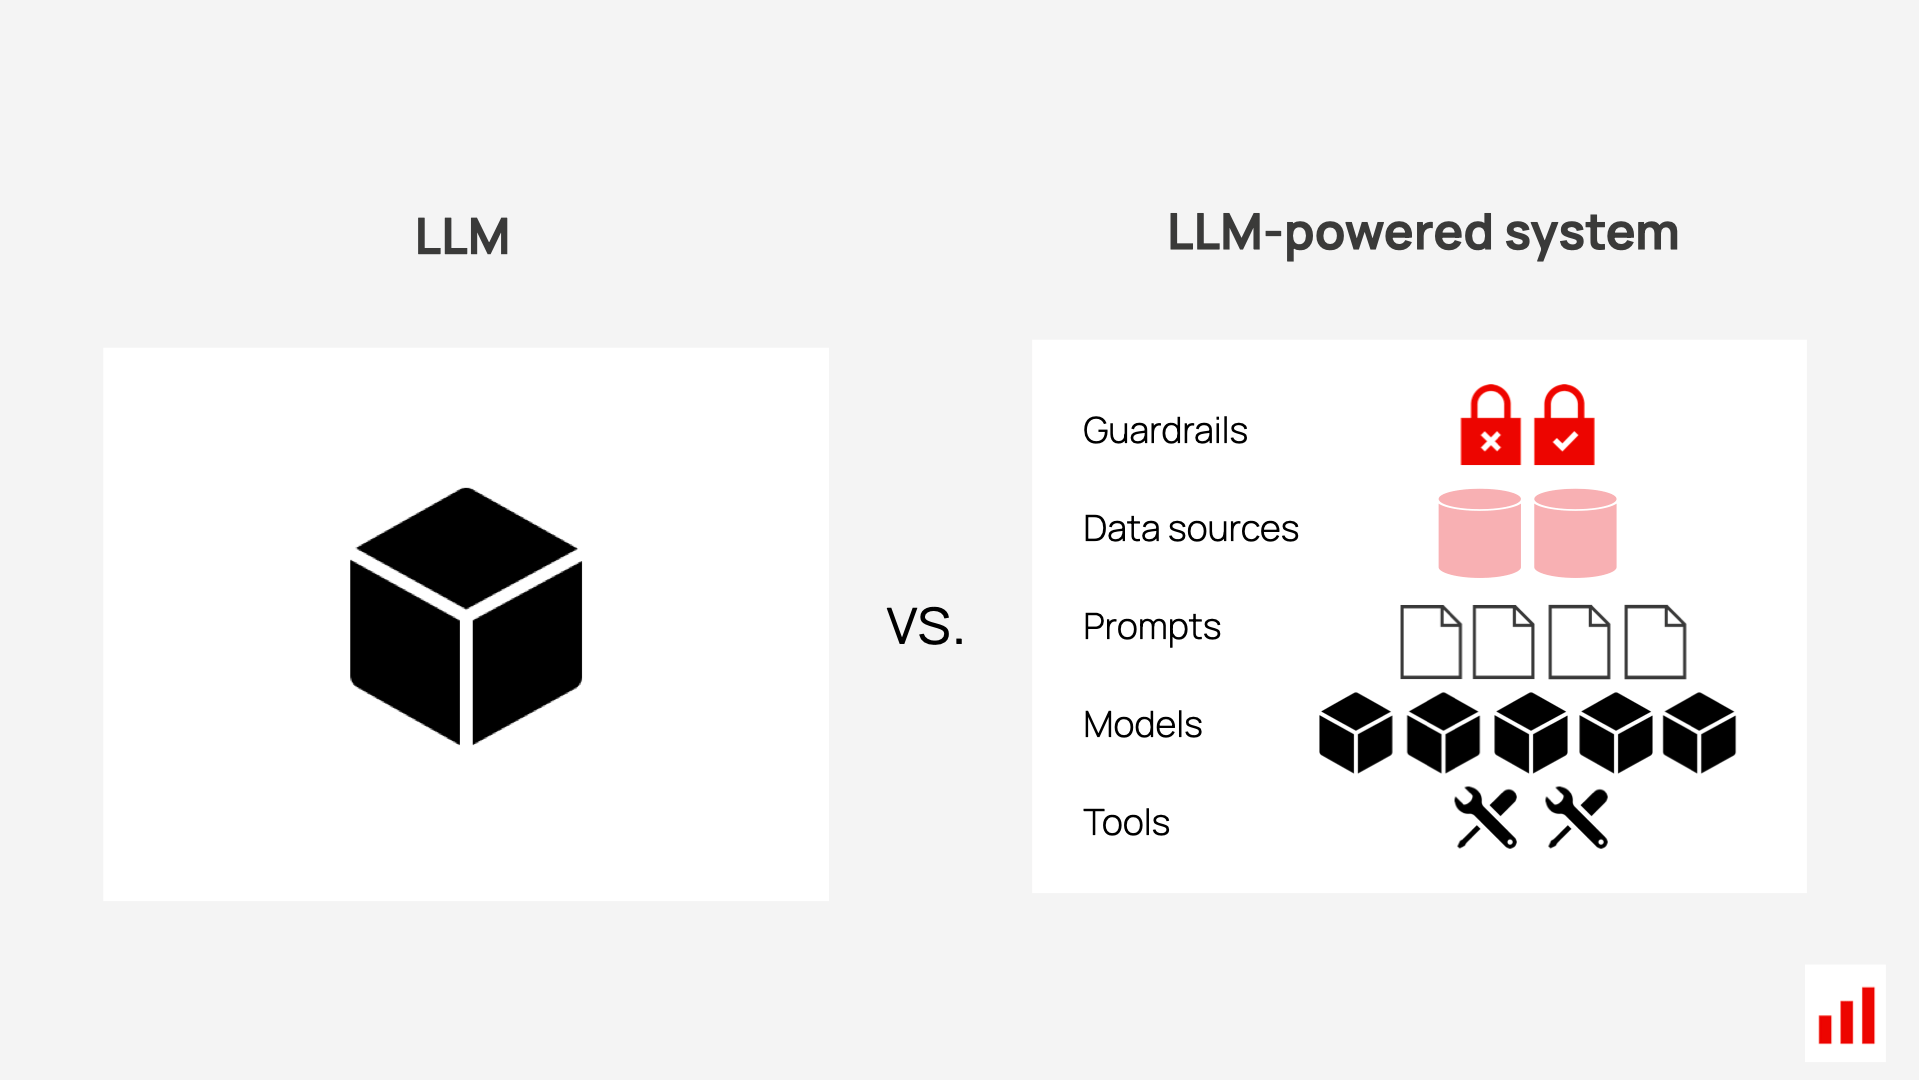 LLM
LLM-powered system
vs.
Guardrails
Data sources
Prompts
Models
Tools